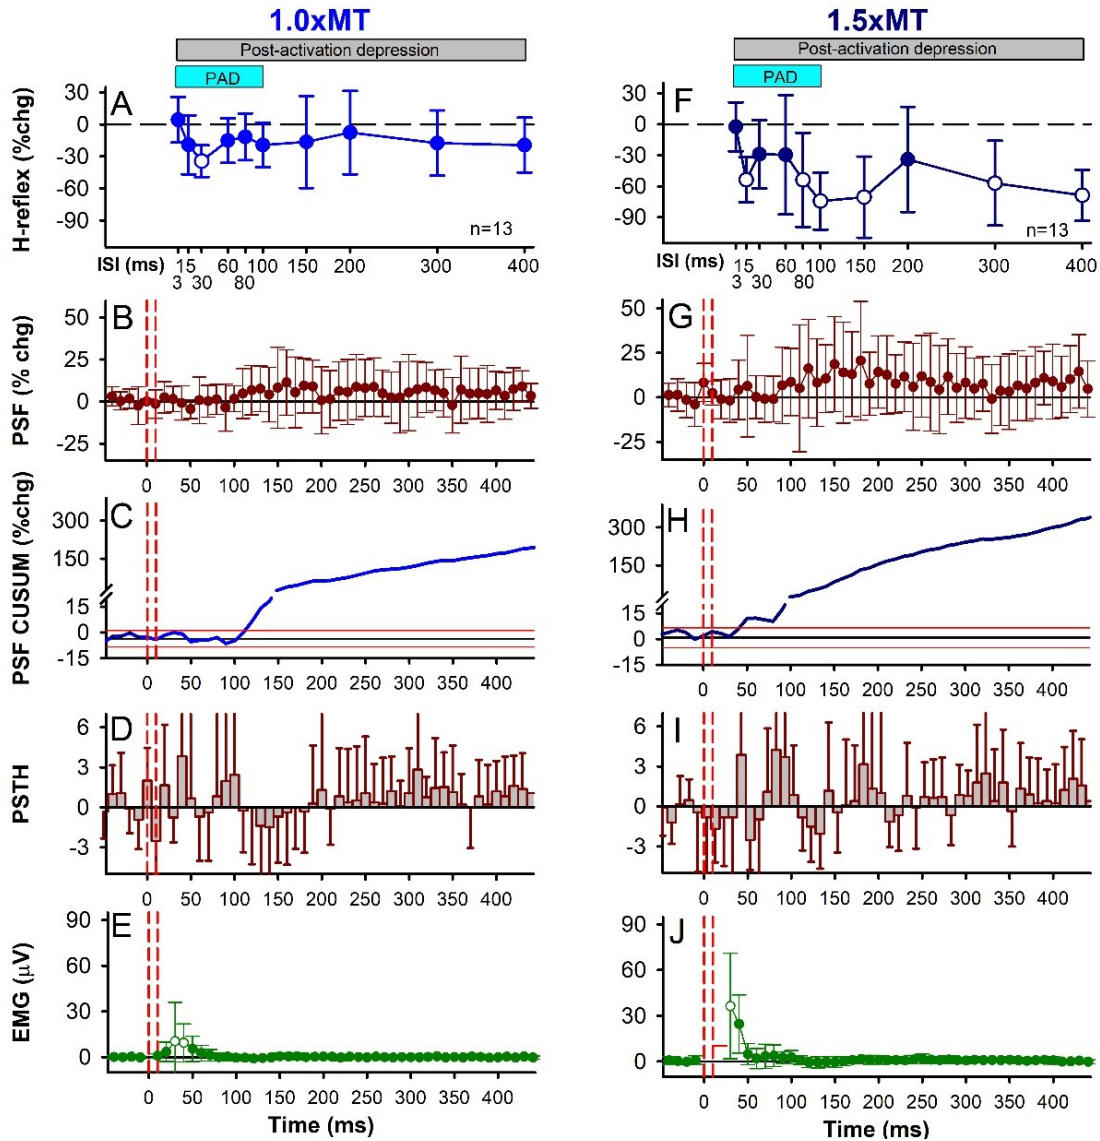 1.0xMT
1.5xMT
Post-activation depression
Post-activation depression
PAD
PAD
H-reflex (%chg)
A
30
0
-30
-60
-90
n=13
ISI (ms)
3 15 30 60 80 100 150 200 300 400
F
30
0
-30
-60
-90
n=13
ISI (ms)
3 15 30 60 80 100 150 200 300 400
PSF (% chg)
B
50
25
0
-25
0 50 100 150 200 250 300 350 400
G
50
25
0
-25
0 50 100 150 200 250 300 350 400
PSF CUSUM (%chg)
C
300
150
15
0
-15
0 50 100 150 200 250 300 350 400
H
300
150
15
0
-15
0 50 100 150 200 250 300 350 400
PSTH
D
6
3
0
-3
0 50 100 150 200 250 300 350 400
I
6
3
0
-3
0 50 100 150 200 250 300 350 400
EMG (μV)
E
90
60
30
0
0 50 100 150 200 250 300 350 400
Time (ms)
J
90
60
30
0
0 50 100 150 200 250 300 350 400
Time (ms)